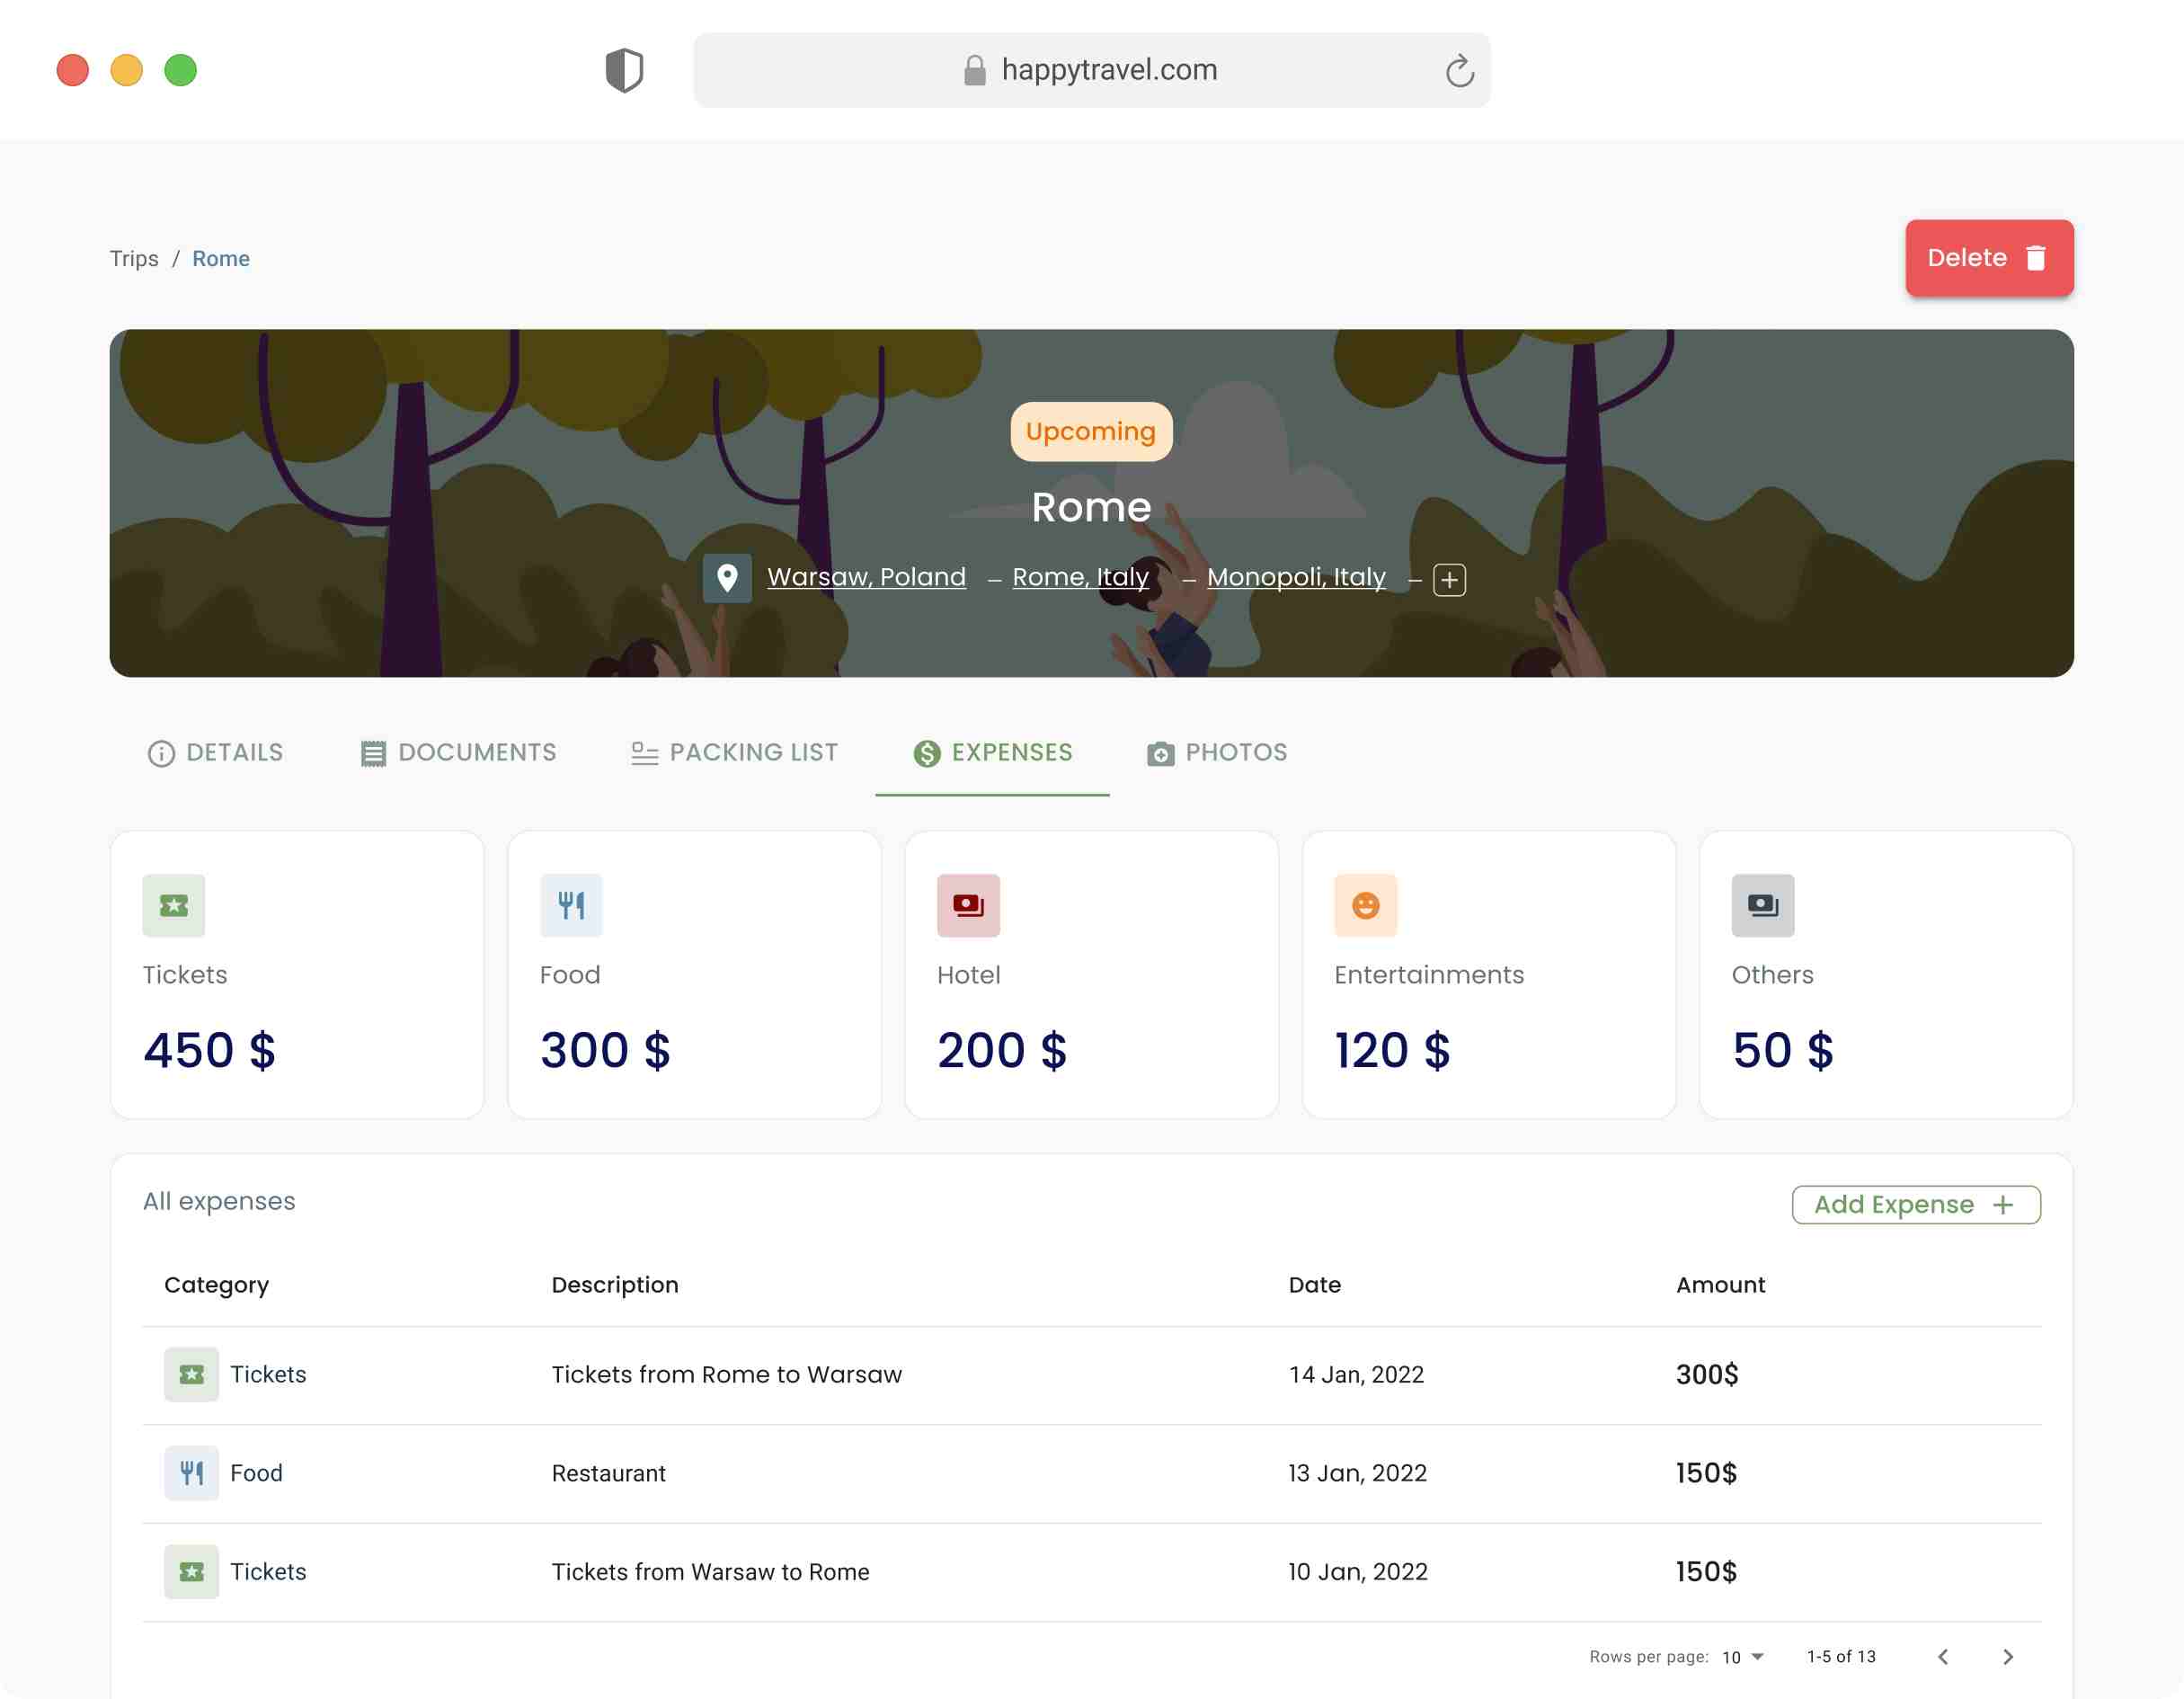 happytravel.com
Trips / Rome
Delete
Upcoming
Rome
Warsaw, Poland – Rome, Italy – Monopoli, Italy –
DETAILS DOCUMENTS PACKING LIST EXPENSES PHOTOS
Tickets Food Hotel Entertainments Others
450 $ 300 $ 200 $ 120 $ 50 $
All expenses Add Expense +
Category Description Date Amount
Tickets Tickets from Rome to Warsaw 14 Jan, 2022 300$
Food Restaurant 13 Jan, 2022 150$
Tickets Tickets from Warsaw to Rome 10 Jan, 2022 150$
Rows per page: 10 1-5 of 13